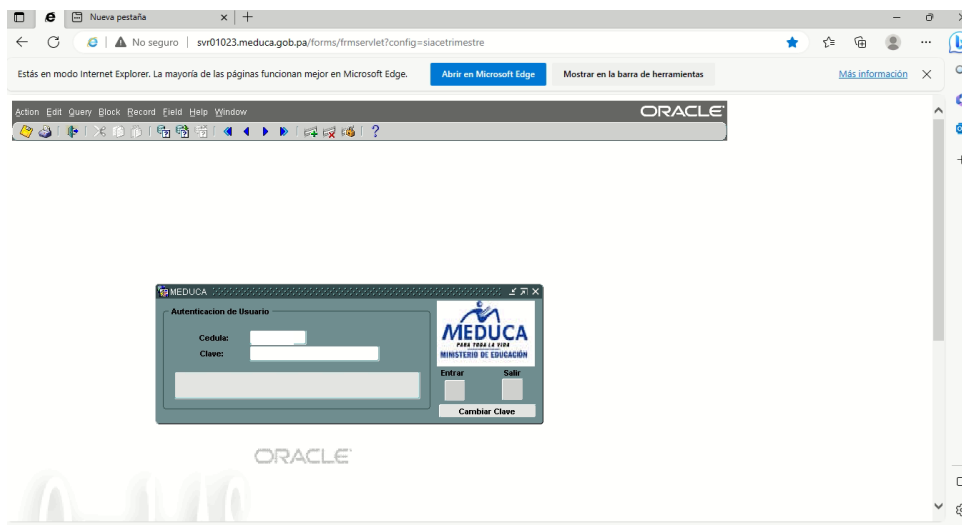 Nueva pestaña
No seguro svr01023.meduca.gob.pa/forms/frmservlet?config=siacetrimestre
Estás en modo Internet Explorer. La mayoría de las páginas funcionan mejor en Microsoft Edge. Abrir en Microsoft Edge Mostrar en la barra de herramientas Más información
Action Edit Query Block Record Field Help Window ORACLE
MEDUCA
Autenticacion de Usuario
Cedula:
Clave:
MEDUCA
PARA TODA LA VIDA
MINISTERIO DE EDUCACIÓN
Entrar Salir
Cambiar Clave
ORACLE